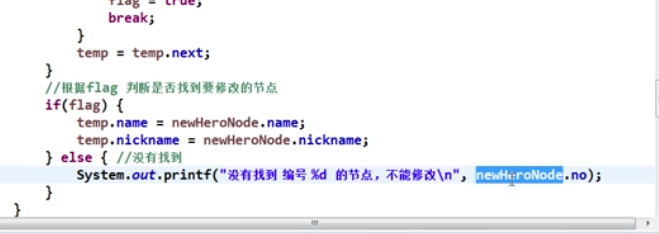 flag = true;
break;
}
temp = temp.next;
}
//根据flag 判断是否找到要修改的节点
if(flag) {
temp.name = newHeroNode.name;
temp.nickname = newHeroNode.nickname;
} else { //没有找到
System.out.printf("没有找到 编号 %d 的节点，不能修改\n", newHeroNode.no);
}
}